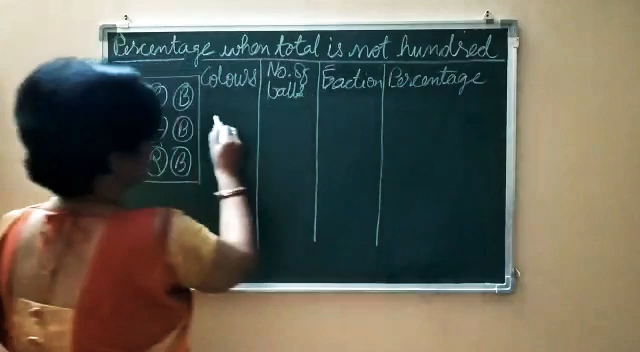 Percentage when total is not hundred
Colours No. of balls Fraction Percentage
B
B
R B